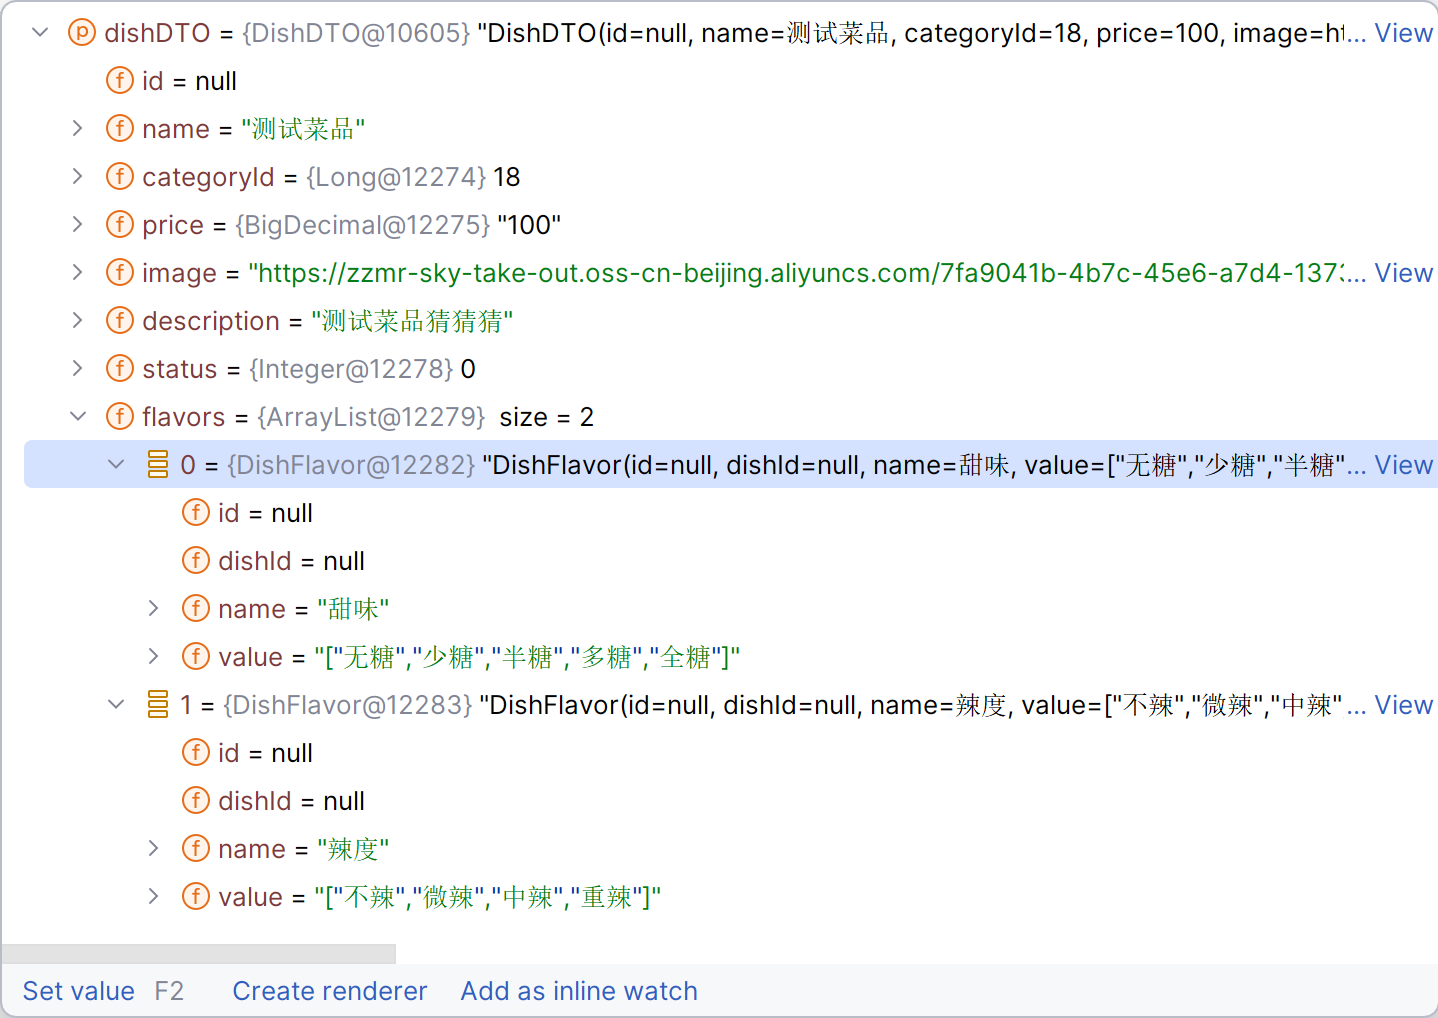 dishDTO = {DishDTO@10605} "DishDTO(id=null, name=测试菜品, categoryId=18, price=100, image=ht... View
id = null
name = "测试菜品"
categoryId = {Long@12274} 18
price = {BigDecimal@12275} "100"
image = "https://zzmr-sky-take-out.oss-cn-beijing.aliyuncs.com/7fa9041b-4b7c-45e6-a7d4-1373... View
description = "测试菜品猜猜猜"
status = {Integer@12278} 0
flavors = {ArrayList@12279} size = 2
0 = {DishFlavor@12282} "DishFlavor(id=null, dishId=null, name=甜味, value=["无糖","少糖","半糖"... View
id = null
dishId = null
name = "甜味"
value = "["无糖","少糖","半糖","多糖","全糖"]"
1 = {DishFlavor@12283} "DishFlavor(id=null, dishId=null, name=辣度, value=["不辣","微辣","中辣"... View
id = null
dishId = null
name = "辣度"
value = "["不辣","微辣","中辣","重辣"]"
Set value F2 Create renderer Add as inline watch